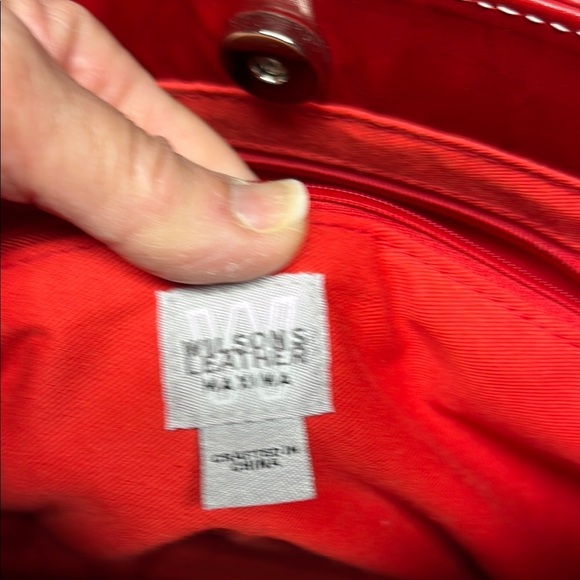 WILSONS
LEATHER
MAXIMA
CRAFTED IN
CHINA